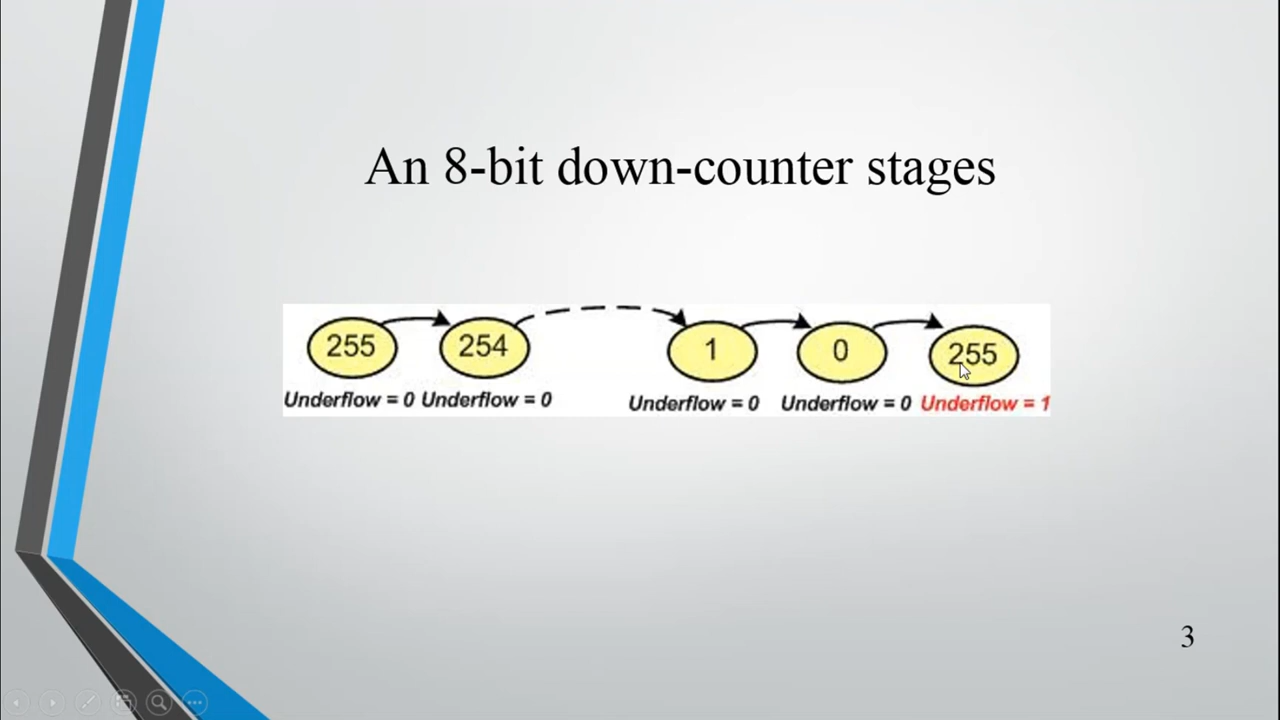 An 8-bit down-counter stages
255 254 1 0 255
Underflow = 0 Underflow = 0 Underflow = 0 Underflow = 0 Underflow = 1
3